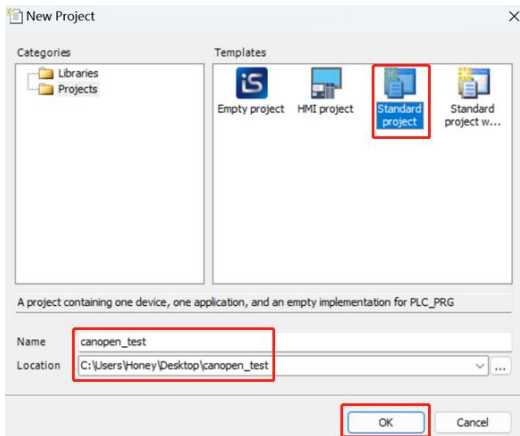 New Project
Categories
Templates
Libraries
Projects
iS
Empty project
HMI project
Standard
project
Standard
project w...
A project containing one device, one application, and an empty implementation for PLC_PRG
Name
canopen_test
Location
C:\Users\Honey\Desktop\canopen_test
...
OK
Cancel